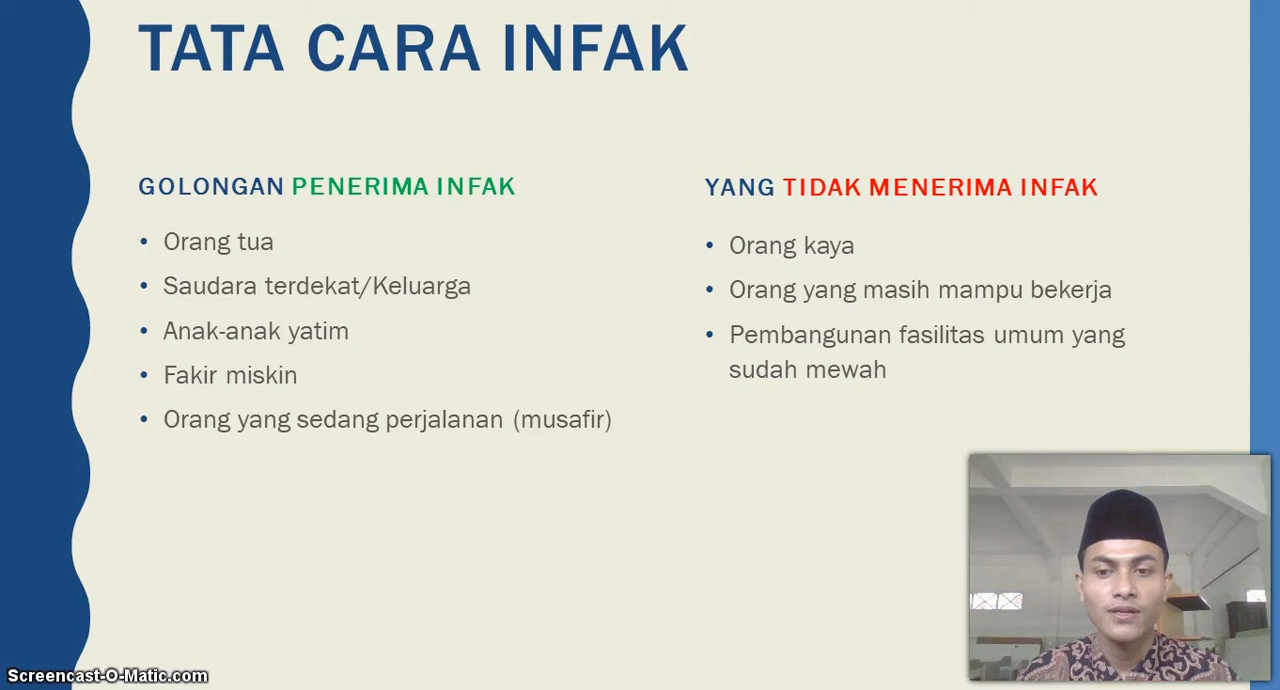 TATA CARA INFAK
GOLONGAN PENERIMA INFAK
• Orang tua
• Saudara terdekat/Keluarga
• Anak-anak yatim
• Fakir miskin
• Orang yang sedang perjalanan (musafir)
YANG TIDAK MENERIMA INFAK
• Orang kaya
• Orang yang masih mampu bekerja
• Pembangunan fasilitas umum yang
sudah mewah
Screencast-O-Matic.com